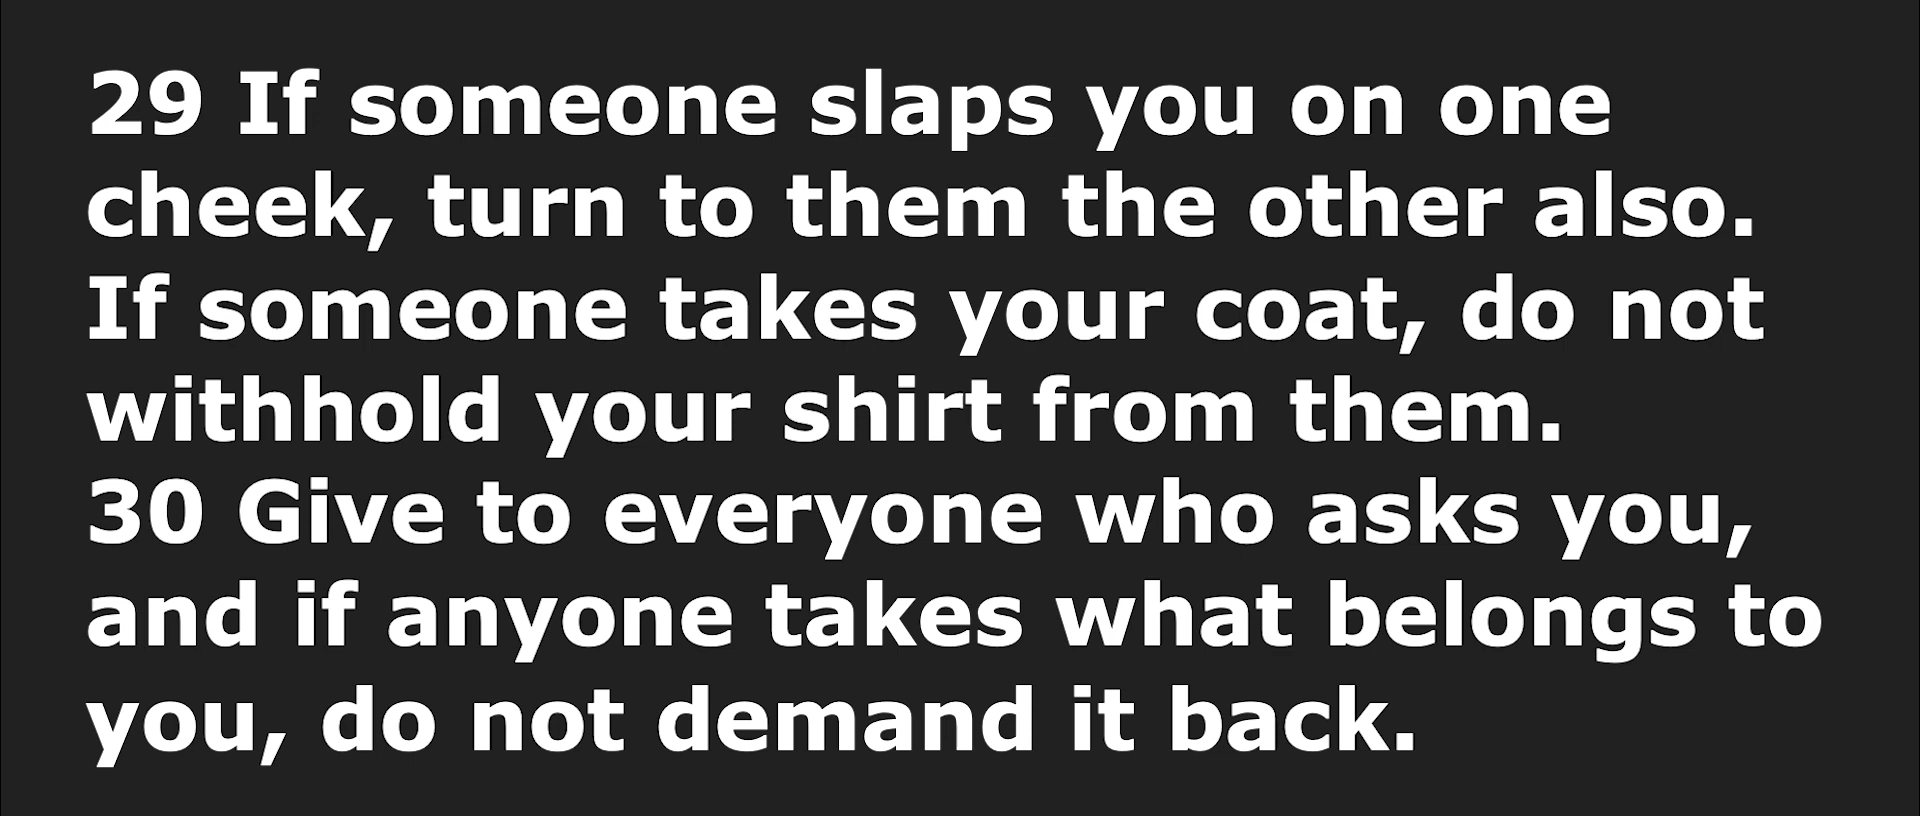 29 If someone slaps you on one
cheek, turn to them the other also.
If someone takes your coat, do not
withhold your shirt from them.
30 Give to everyone who asks you,
and if anyone takes what belongs to
you, do not demand it back.